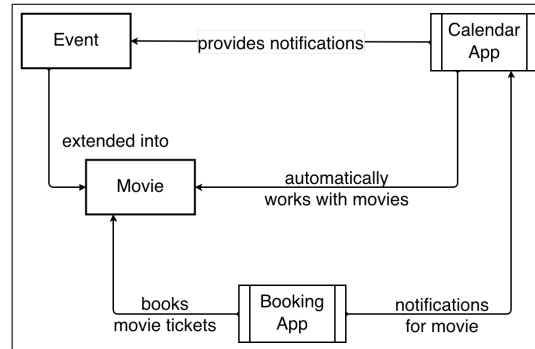 Event
provides notifications
Calendar
App
extended into
Movie
automatically
works with movies
books
movie tickets
Booking
App
notifications
for movie